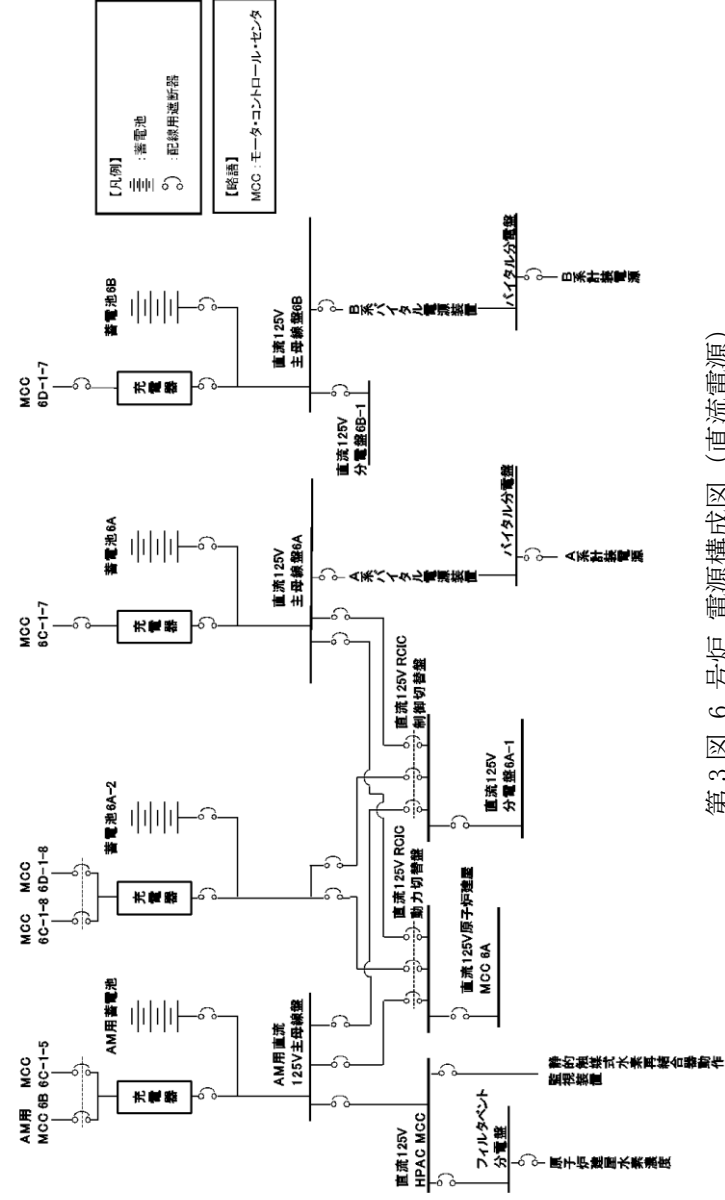 AM用 MCC
MCC 6B 6C-1-5
MCC MCC
6C-1-8 6D-1-8
MCC
6C-1-7
MCC
6D-1-7
充電器
充電器
充電器
充電器
AM用蓄電池
蓄電池6A-2
蓄電池6A
蓄電池6B
AM用直流
125V主母線盤
直流125V
主母線盤6A
直流125V
主母線盤6B
直流125V
HPAC MCC
直流125V RCIC
動力切替盤
直流125V RCIC
制御切替盤
直流125V
分電盤6B-1
A系バイタル電源装置
B系バイタル電源装置
フィルタベント
分電盤
直流125V原子炉建屋
MCC 6A
直流125V
分電盤6A-1
バイタル分電盤
バイタル分電盤
原子炉建屋水素濃度
静的触媒式水素再結合器動作
監視装置
A系計装電源
B系計装電源
【凡例】
:蓄電池
:配線用遮断器
【略語】
MCC :モータ・コントロール・センタ
第3図 6 号炉 電源構成図 (直流電源)